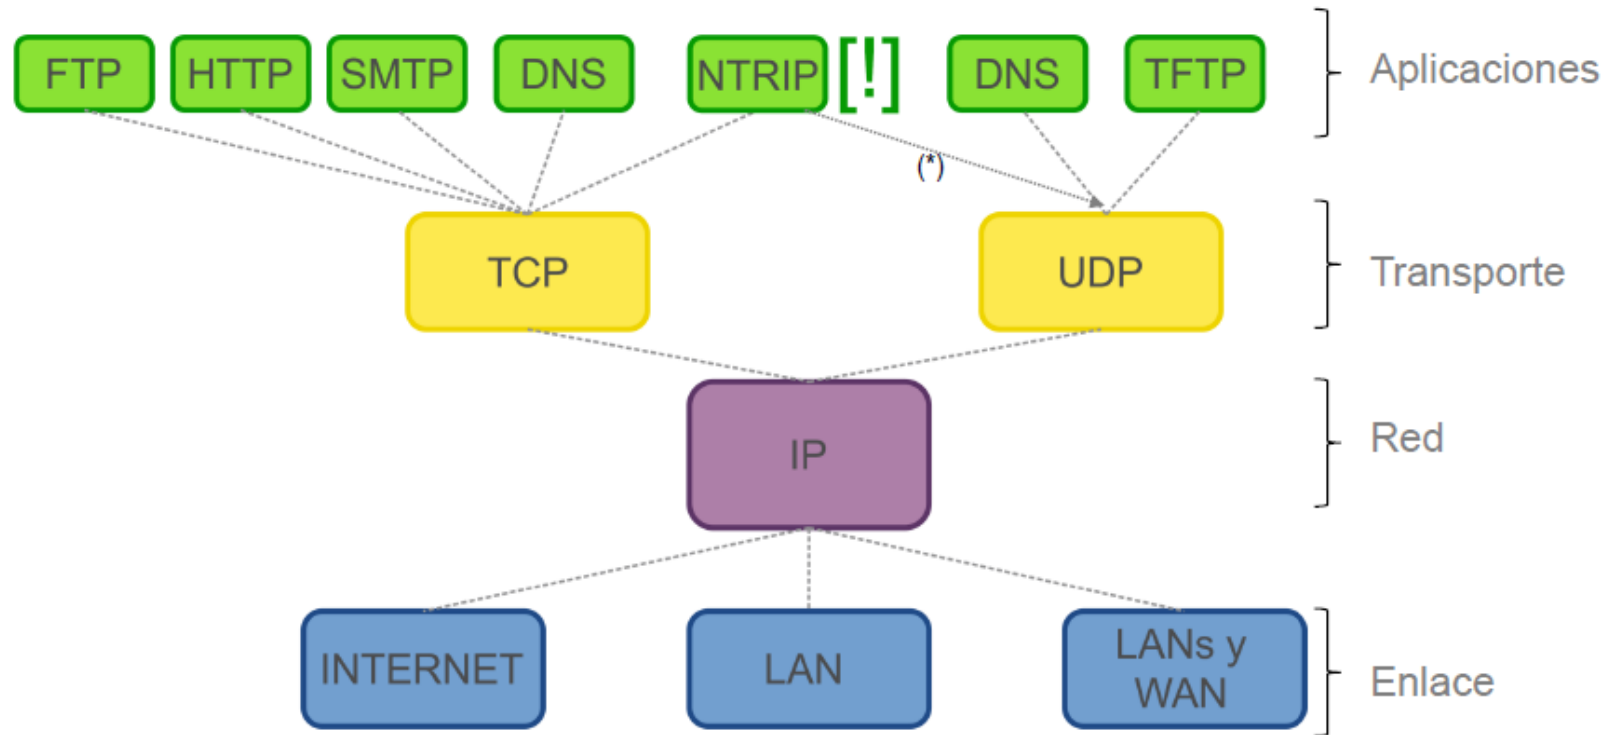 FTP HTTP SMTP DNS NTRIP [!] DNS TFTP Aplicaciones
(*)
TCP UDP Transporte
IP Red
INTERNET LAN LANs y
WAN Enlace